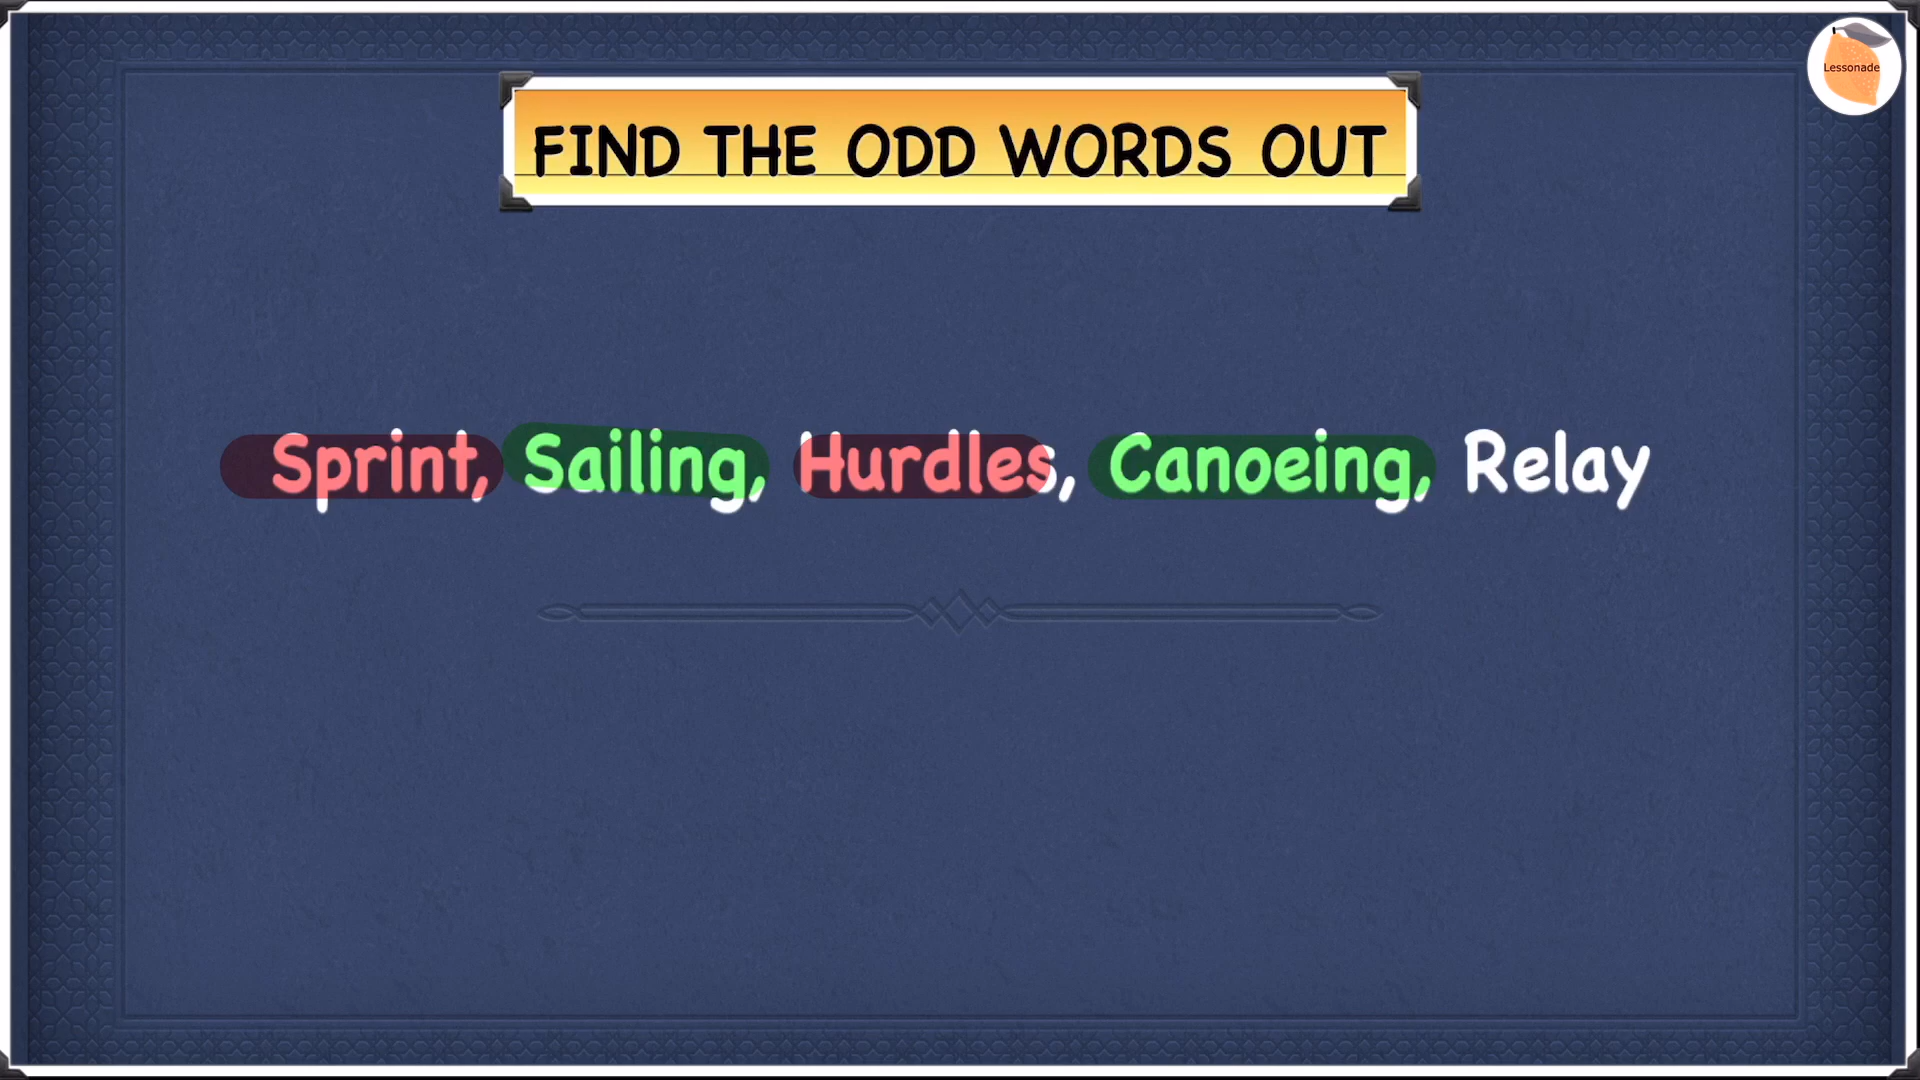 Lessonade
FIND THE ODD WORDS OUT
Sprint, Sailing, Hurdles, Canoeing, Relay